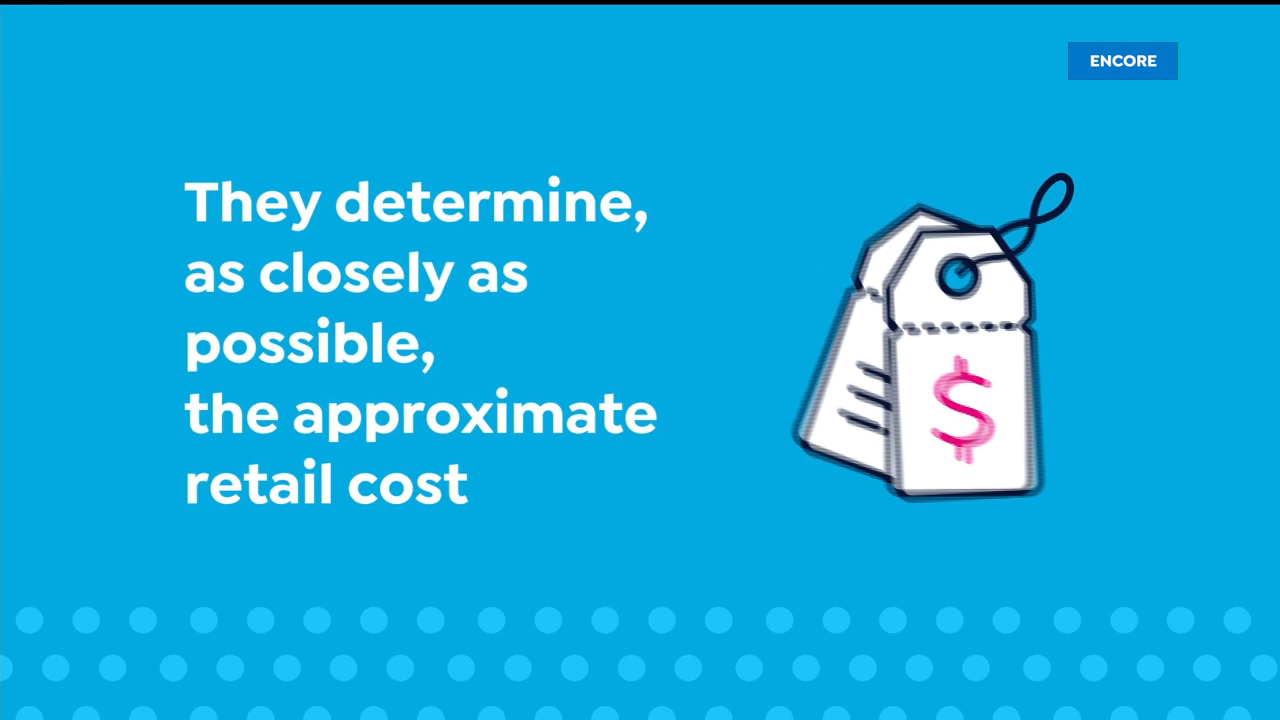 ENCORE
They determine,
as closely as
possible,
the approximate
retail cost
$